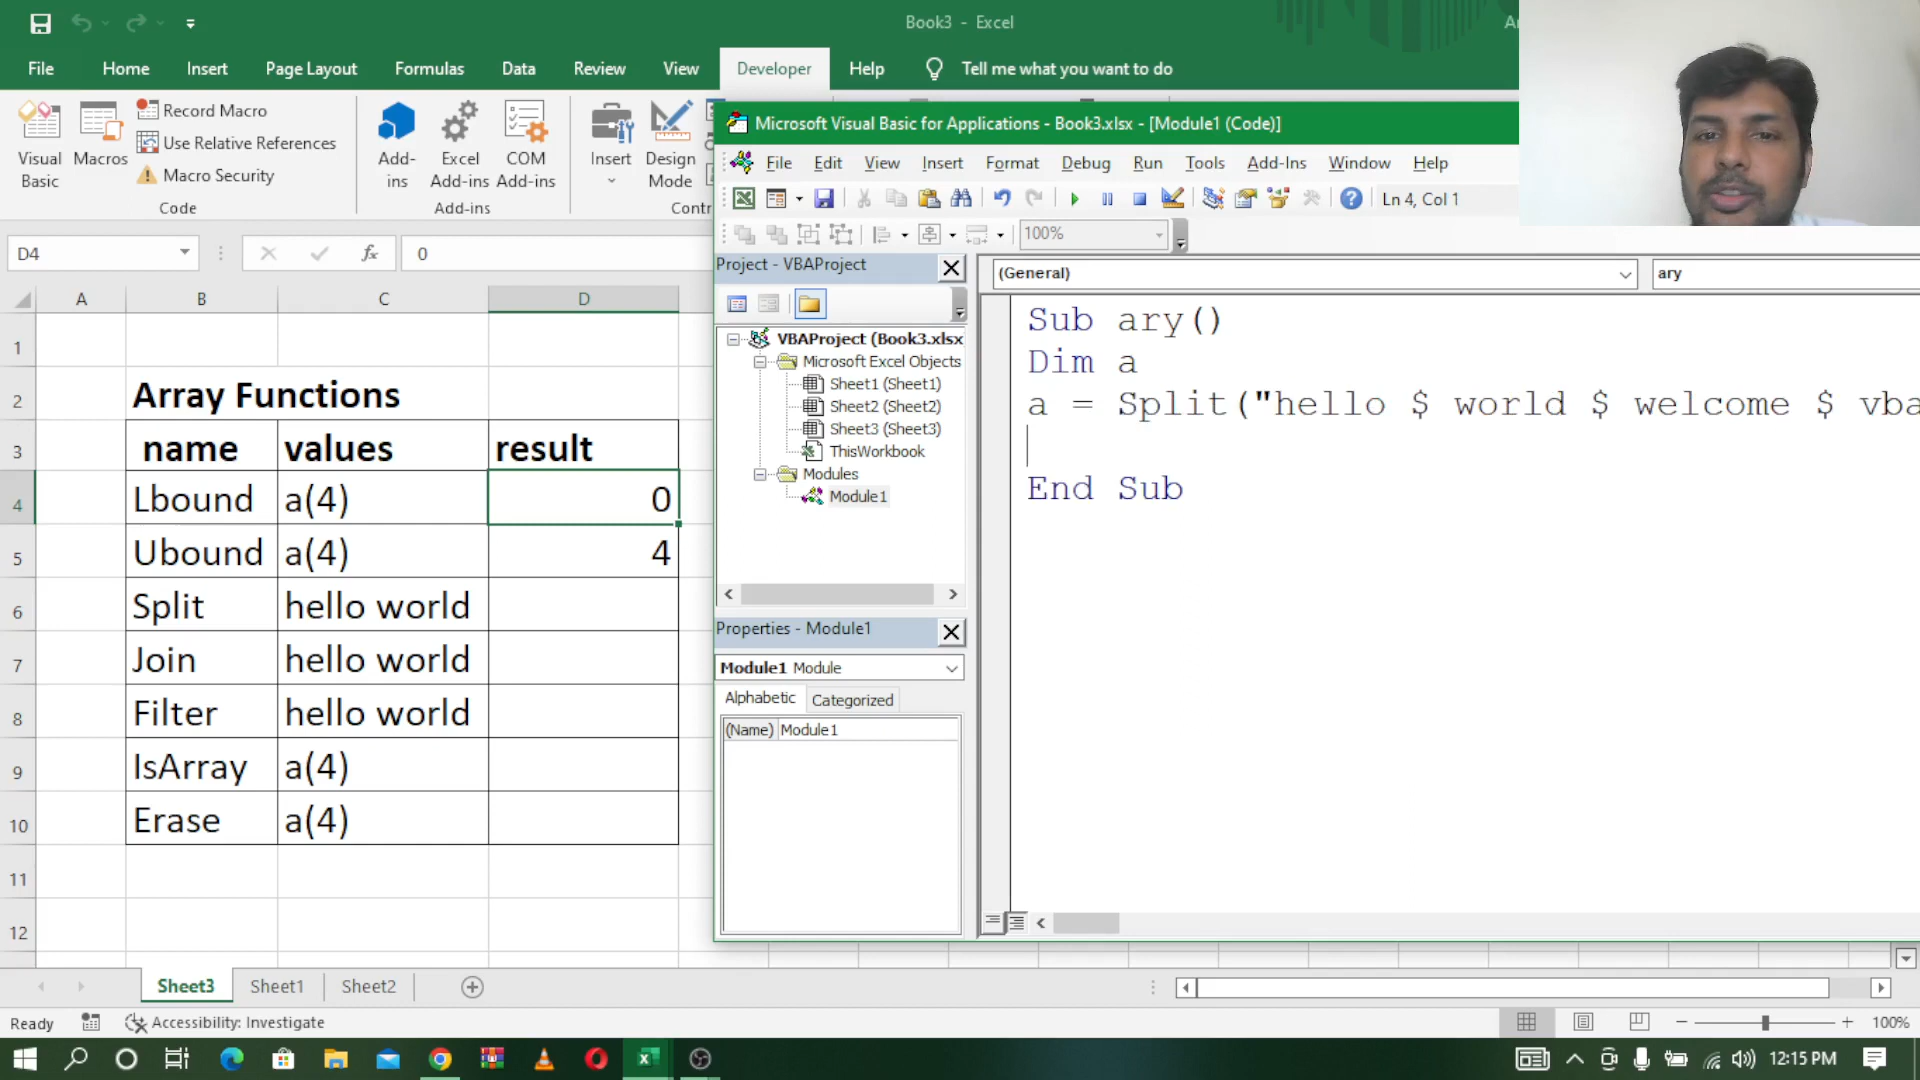 Book3 - Excel
File Home Insert Page Layout Formulas Data Review View Developer Help Tell me what you want to do
Visual Basic
Macros
Record Macro
Use Relative References
Macro Security
Code
Add-ins
Excel Add-ins
COM Add-ins
Add-ins
Insert
Design Mode
Contr
D4
fx
0
A B C D
1
2 Array Functions
3 name values result
4 Lbound a(4) 0
5 Ubound a(4) 4
6 Split hello world
7 Join hello world
8 Filter hello world
9 IsArray a(4)
10 Erase a(4)
11
12
Sheet3 Sheet1 Sheet2
Ready
Accessibility: Investigate
100%
Microsoft Visual Basic for Applications - Book3.xlsx - [Module1 (Code)]
File Edit View Insert Format Debug Run Tools Add-Ins Window Help
Ln 4, Col 1
100%
Project - VBAProject
VBAProject (Book3.xlsx
Microsoft Excel Objects
Sheet1 (Sheet1)
Sheet2 (Sheet2)
Sheet3 (Sheet3)
ThisWorkbook
Modules
Module1
Properties - Module1
Module1 Module
Alphabetic Categorized
(Name) Module1
(General)
ary
Sub ary()
Dim a
a = Split("hello $ world $ welcome $ vba
End Sub
12:15 PM